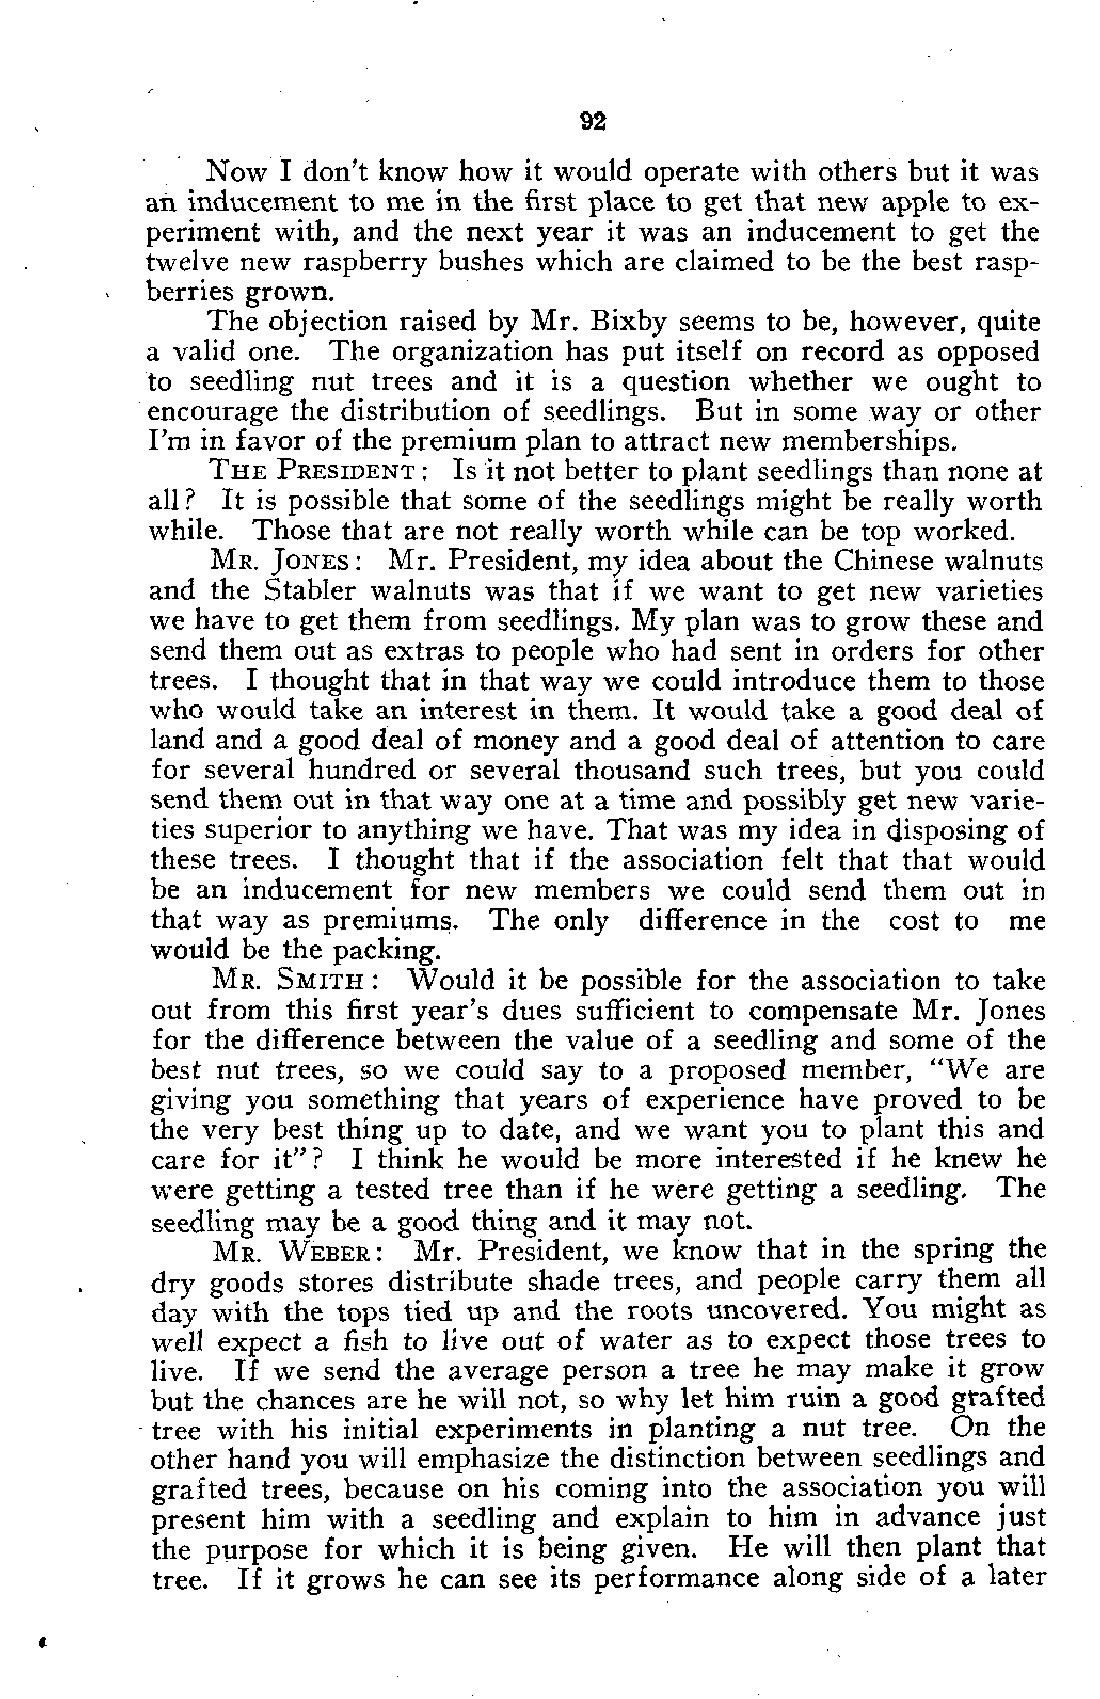 92
Now I don't know how it would operate with others but it was
an inducement to me in the first place to get that new apple to ex-
periment with, and the next year it was an inducement to get the
twelve new raspberry bushes which are claimed to be the best rasp-
berries grown.
The objection raised by Mr. Bixby seems to be, however, quite
a valid one. The organization has put itself on record as opposed
to seedling nut trees and it is a question whether we ought to
encourage the distribution of seedlings. But in some way or other
I'm in favor of the premium plan to attract new memberships.
THE PRESIDENT: Is it not better to plant seedlings than none at
all? It is possible that some of the seedlings might be really worth
while. Those that are not really worth while can be top worked.
MR. JONES: Mr. President, my idea about the Chinese walnuts
and the Stabler walnuts was that if we want to get new varieties
we have to get them from seedlings. My plan was to grow these and
send them out as extras to people who had sent in orders for other
trees. I thought that in that way we could introduce them to those
who would take an interest in them. It would take a good deal of
land and a good deal of money and a good deal of attention to care
for several hundred or several thousand such trees, but you could
send them out in that way one at a time and possibly get new varie-
ties superior to anything we have. That was my idea in disposing of
these trees. I thought that if the association felt that that would
be an inducement for new members we could send them out in
that way as premiums. The only difference in the cost to me
would be the packing.
MR. SMITH: Would it be possible for the association to take
out from this first year's dues sufficient to compensate Mr. Jones
for the difference between the value of a seedling and some of the
best nut trees, so we could say to a proposed member, "We are
giving you something that years of experience have proved to be
the very best thing up to date, and we want you to plant this and
care for it"? I think he would be more interested if he knew he
were getting a tested tree than if he were getting a seedling. The
seedling may be a good thing and it may not.
MR. WEBER: Mr. President, we know that in the spring the
dry goods stores distribute shade trees, and people carry them all
day with the tops tied up and the roots uncovered. You might as
well expect a fish to live out of water as to expect those trees to
live. If we send the average person a tree he may make it grow
but the chances are he will not, so why let him ruin a good grafted
tree with his initial experiments in planting a nut tree. On the
other hand you will emphasize the distinction between seedlings and
grafted trees, because on his coming into the association you will
present him with a seedling and explain to him in advance just
the purpose for which it is being given. He will then plant that
tree. If it grows he can see its performance along side of a later